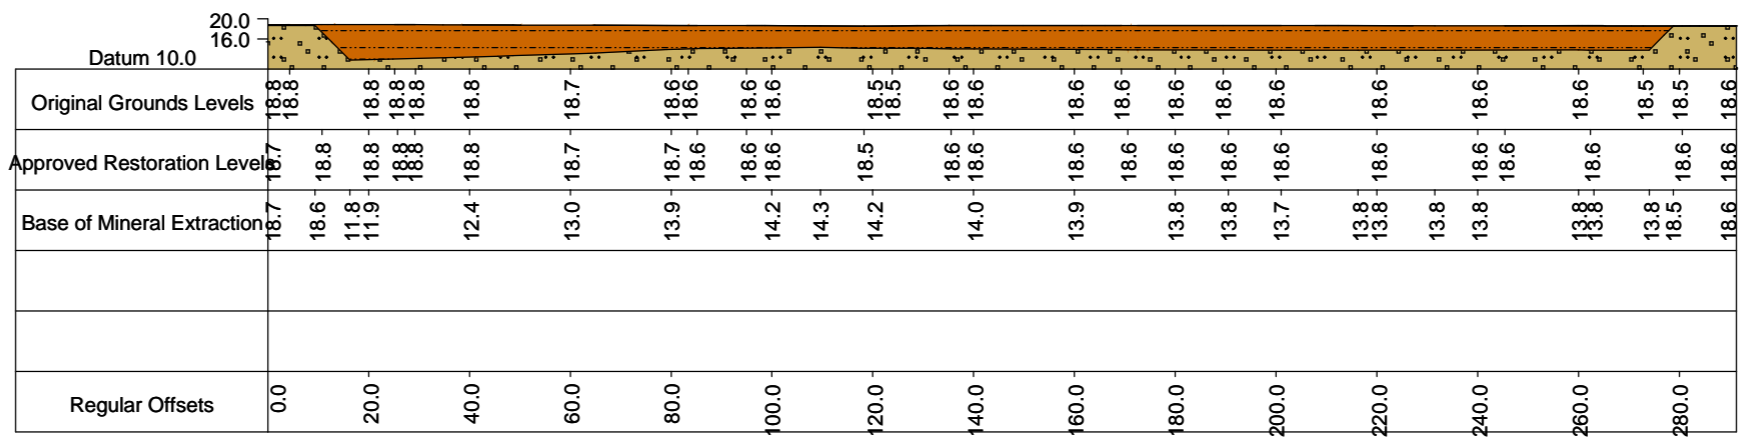 20.0
16.0
Datum 10.0
Original Grounds Levels 18.8 18.8 18.8 18.8 18.8 18.8 18.7 18.6 18.6 18.6 18.6 18.5 18.5 18.6 18.6 18.6 18.6 18.6 18.6 18.6 18.6 18.6 18.6 18.5 18.5 18.6
Approved Restoration Levels 18.7 18.8 18.8 18.8 18.8 18.8 18.7 18.7 18.6 18.6 18.6 18.5 18.6 18.6 18.6 18.6 18.6 18.6 18.6 18.6 18.6 18.6 18.6 18.6 18.6
Base of Mineral Extraction 18.7 18.6 11.8 11.9 12.4 13.0 13.9 14.2 14.3 14.2 14.0 13.9 13.8 13.8 13.7 13.8 13.8 13.8 13.8 13.8 13.8 13.8 18.5 18.6
Regular Offsets 0.0 20.0 40.0 60.0 80.0 100.0 120.0 140.0 160.0 180.0 200.0 220.0 240.0 260.0 280.0